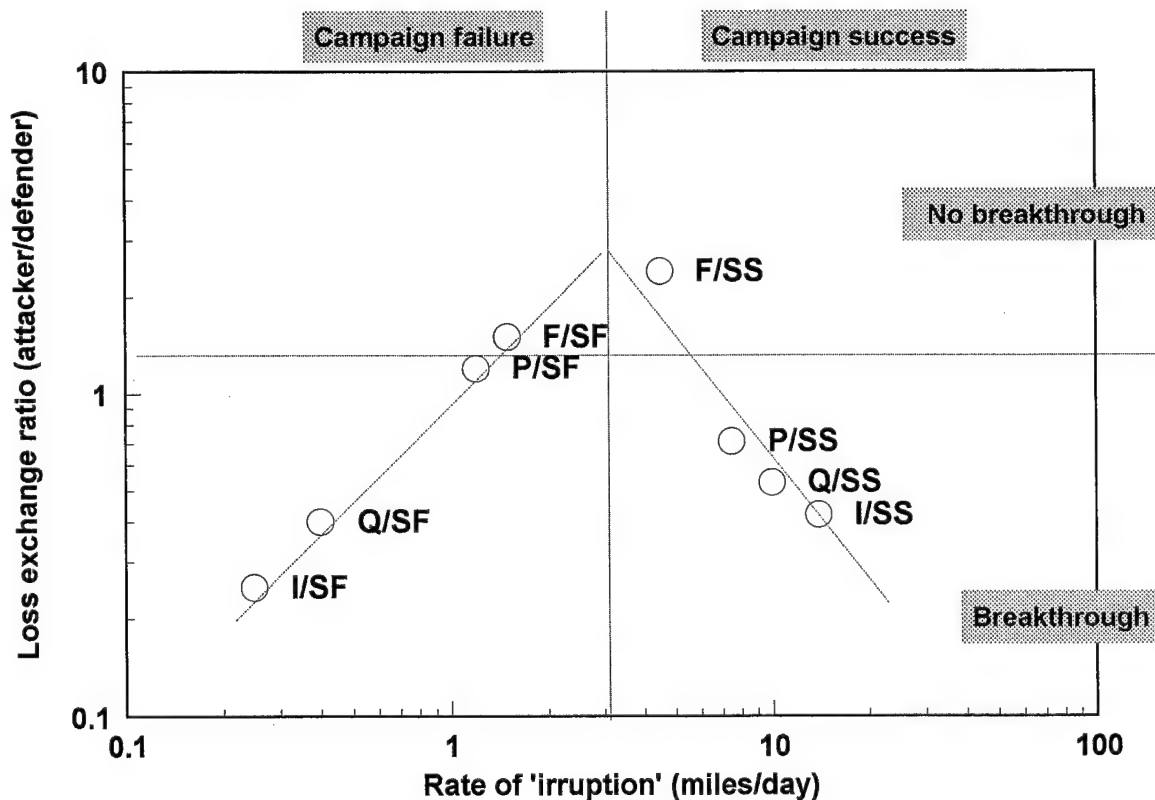 Campaign failure
Campaign success
10
No breakthrough
F/SS
F/SF
P/SF
1
P/SS
Q/SS
I/SS
Q/SF
I/SF
Breakthrough
0.1
0.1
1
10
100
Rate of 'irruption' (miles/day)
Loss exchange ratio (attacker/defender)